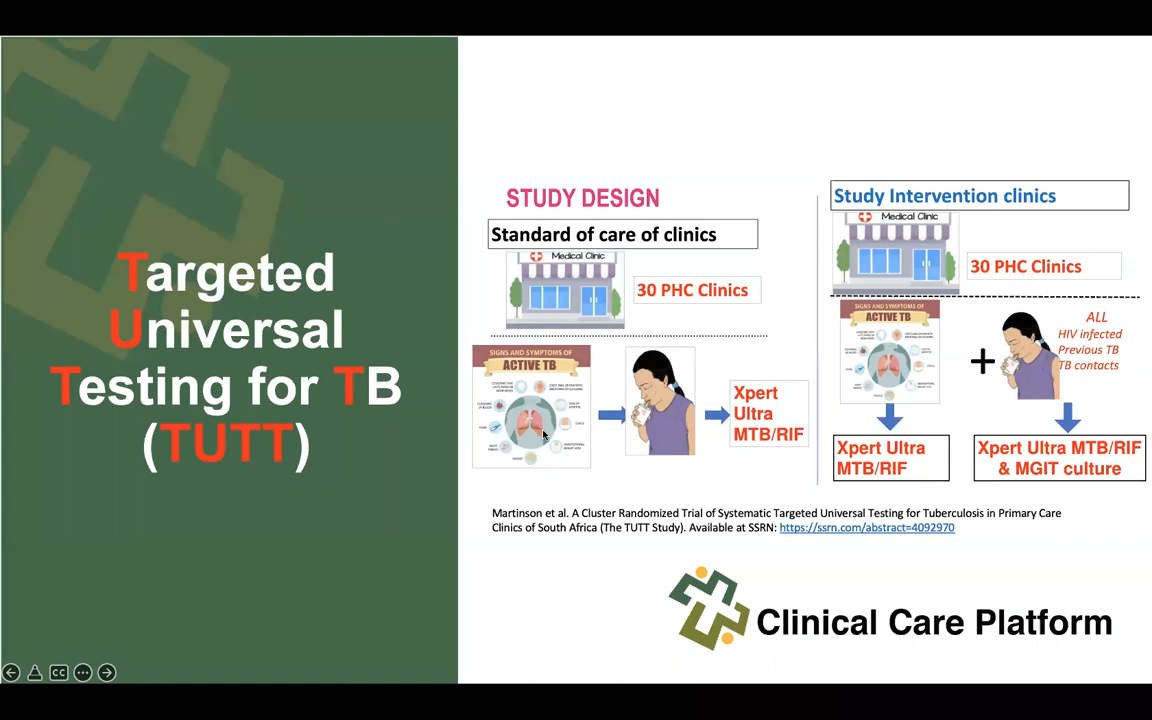 Targeted
Universal
Testing for TB
(TUTT)
STUDY DESIGN
Standard of care of clinics
Medical Clinic
30 PHC Clinics
SIGNS AND SYMPTOMS OF
ACTIVE TB
Xpert
Ultra
MTB/RIF
Study Intervention clinics
Medical Clinic
30 PHC Clinics
SIGNS AND SYMPTOMS OF
ACTIVE TB
+
ALL
HIV infected
Previous TB
TB contacts
Xpert Ultra
MTB/RIF
Xpert Ultra MTB/RIF
& MGIT culture
Martinson et al. A Cluster Randomized Trial of Systematic Targeted Universal Testing for Tuberculosis in Primary Care
Clinics of South Africa (The TUTT Study). Available at SSRN: https://ssrn.com/abstract=4092970
Clinical Care Platform
CC